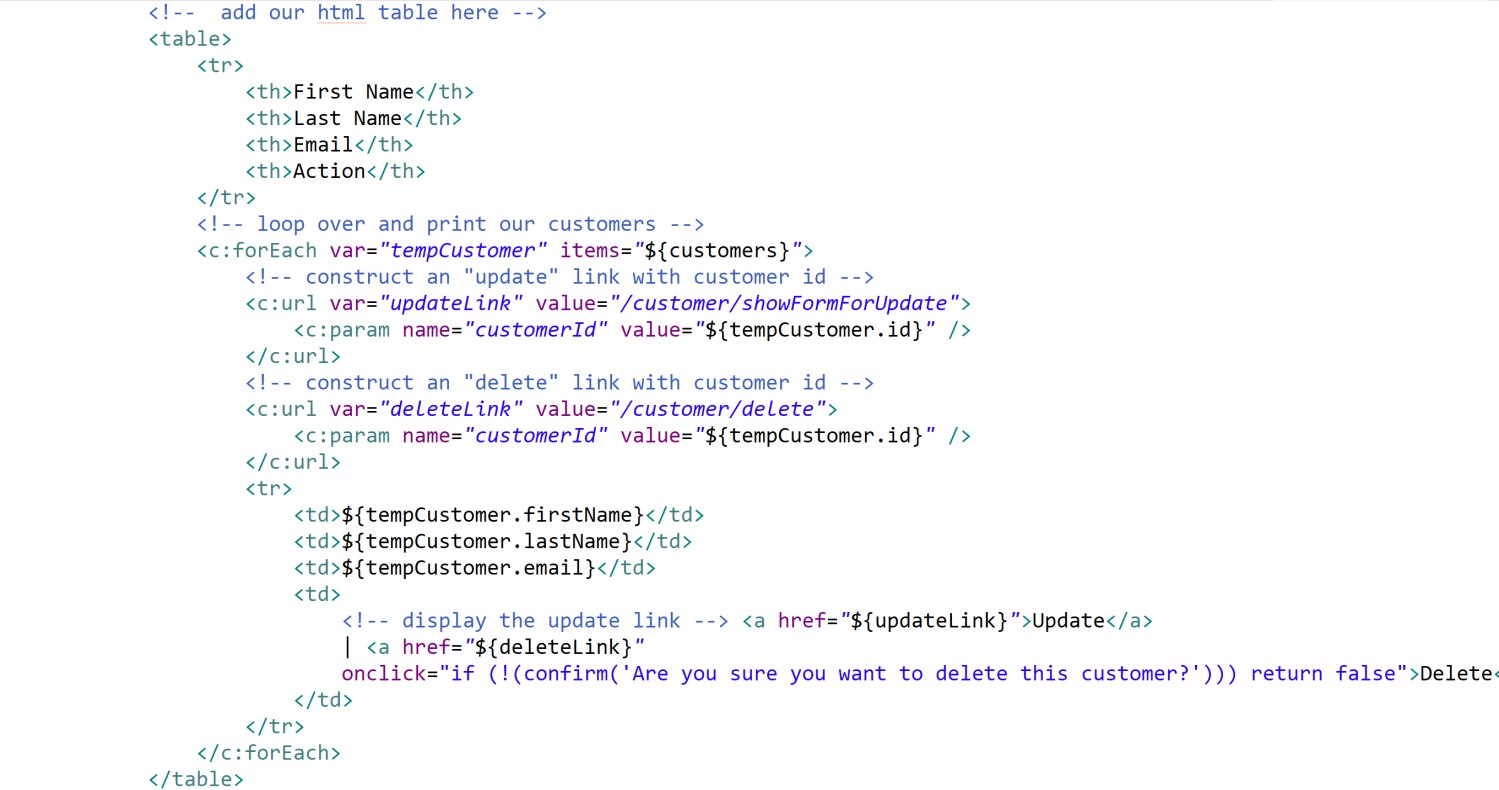 <!--  add our html table here -->
<table>
    <tr>
        <th>First Name</th>
        <th>Last Name</th>
        <th>Email</th>
        <th>Action</th>
    </tr>
    <!-- loop over and print our customers -->
    <c:forEach var="tempCustomer" items="${customers}">
        <!-- construct an "update" link with customer id -->
        <c:url var="updateLink" value="/customer/showFormForUpdate">
            <c:param name="customerId" value="${tempCustomer.id}" />
        </c:url>
        <!-- construct an "delete" link with customer id -->
        <c:url var="deleteLink" value="/customer/delete">
            <c:param name="customerId" value="${tempCustomer.id}" />
        </c:url>
        <tr>
            <td>${tempCustomer.firstName}</td>
            <td>${tempCustomer.lastName}</td>
            <td>${tempCustomer.email}</td>
            <td>
                <!-- display the update link --> <a href="${updateLink}">Update</a>
                | <a href="${deleteLink}"
                onclick="if (!(confirm('Are you sure you want to delete this customer?'))) return false">Delete<
            </td>
        </tr>
    </c:forEach>
</table>